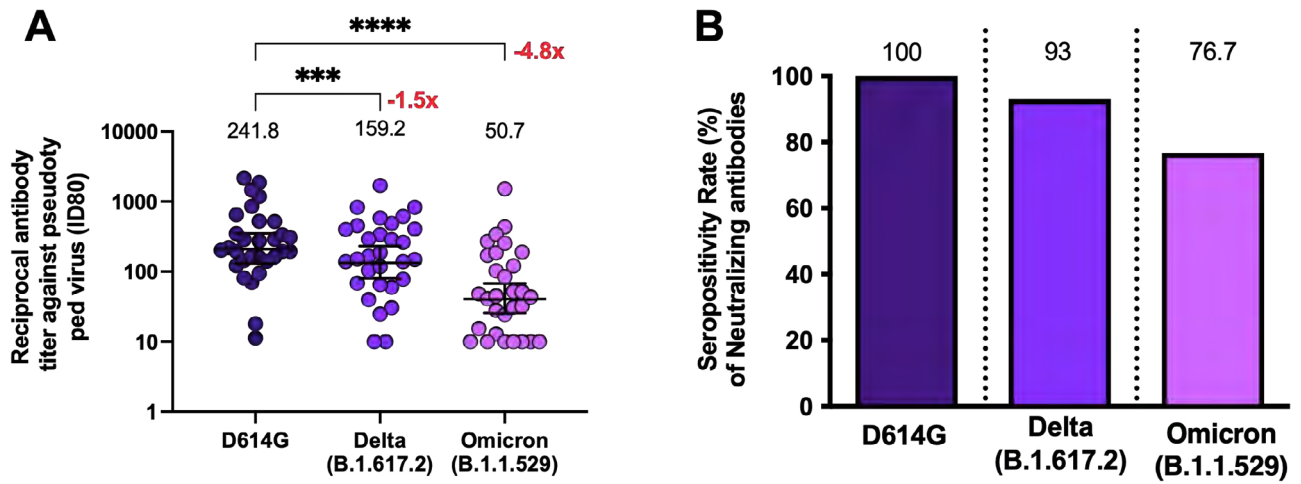 A
****
-4.8x
***
-1.5x
241.8
159.2
50.7
Reciprocal antibody
titer against pseudoty
ped virus (ID80)
10000
1000
100
10
1
D614G
Delta
(B.1.617.2)
Omicron
(B.1.1.529)
B
100
93
76.7
Seropositivity Rate (%)
of Neutralizing antibodies
100
80
60
40
20
0
D614G
Delta
(B.1.617.2)
Omicron
(B.1.1.529)